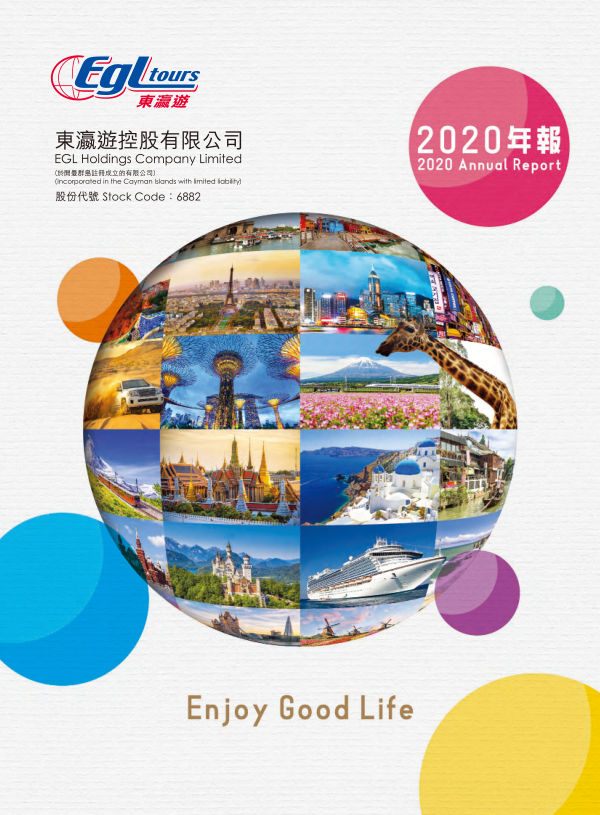 Egl tours
東瀛遊
東瀛遊控股有限公司
EGL Holdings Company Limited
(於開曼群島註冊成立的有限公司)
(Incorporated in the Cayman Islands with limited liability)
股份代號 Stock Code：6882
2020年報
2020 Annual Report
Enjoy Good Life